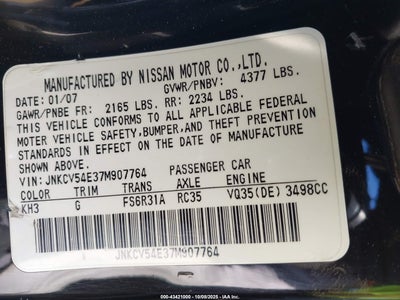 MANUFACTURED BY NISSAN MOTOR CO.,LTD.
DATE: 01/07 GVWR/PNBV: 4377 LBS.
GAWR/PNBE FR: 2165 LBS. RR: 2234 LBS.
THIS VEHICLE CONFORMS TO ALL APPLICABLE FEDERAL
MOTOR VEHICLE SAFETY,BUMPER,AND THEFT PREVENTION
STANDARDS IN EFFECT ON THE DATE OF MANUFACTURE
SHOWN ABOVE.
VIN:JNKCV54E37M907764 PASSENGER CAR
COLOR TRIM TRANS AXLE ENGINE
KH3 G FS6R31A RC35 VQ35(DE) 3498CC
JNKCV54E37M907764
000-43421000 - 10/09/2025 - IAA